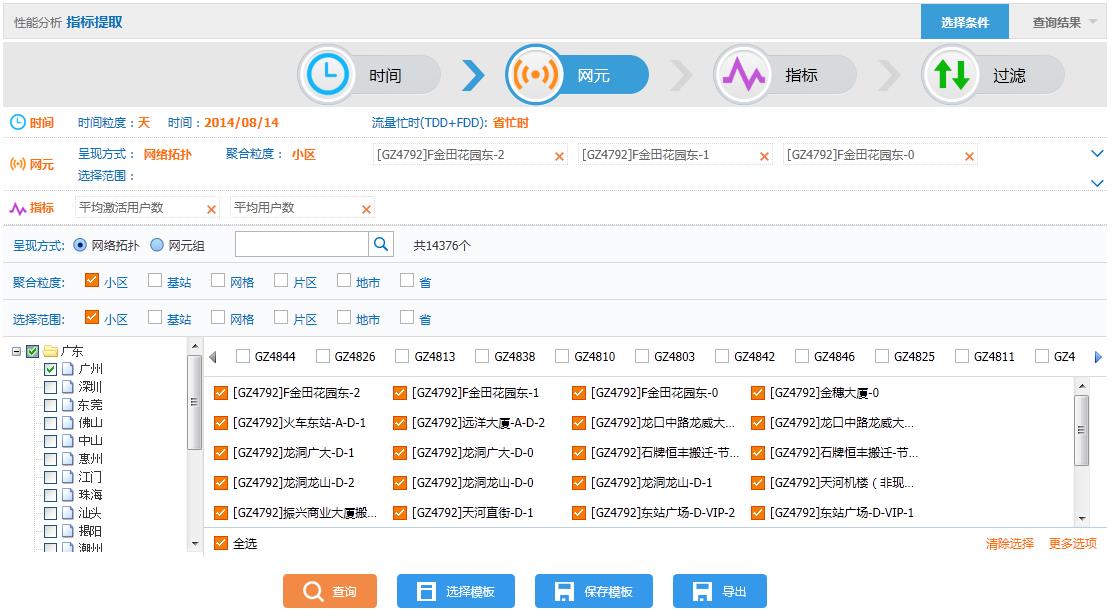 性能分析 指标提取 选择条件 查询结果
时间 网元 指标 过滤
时间 时间粒度：天 时间：2014/08/14 流量忙时(TDD+FDD): 省忙时
网元 呈现方式： 网络拓扑 聚合粒度： 小区 [GZ4792]F金田花园东-2 [GZ4792]F金田花园东-1 [GZ4792]F金田花园东-0
选择范围：
指标 平均激活用户数 平均用户数
呈现方式: 网络拓扑 网元组 共14376个
聚合粒度: 小区 基站 网格 片区 地市 省
选择范围: 小区 基站 网格 片区 地市 省
广东
广州
深圳
东莞
佛山
中山
惠州
江门
珠海
汕头
揭阳
潮州
GZ4844 GZ4826 GZ4813 GZ4838 GZ4810 GZ4803 GZ4842 GZ4846 GZ4825 GZ4811 GZ4
[GZ4792]F金田花园东-2 [GZ4792]F金田花园东-1 [GZ4792]F金田花园东-0 [GZ4792]金穗大厦-0
[GZ4792]火车东站-A-D-1 [GZ4792]远洋大厦-A-D-2 [GZ4792]龙口中路龙威大... [GZ4792]龙口中路龙威大...
[GZ4792]龙洞广大-D-1 [GZ4792]龙洞广大-D-0 [GZ4792]石牌恒丰搬迁-节... [GZ4792]石牌恒丰搬迁-节...
[GZ4792]龙洞龙山-D-2 [GZ4792]龙洞龙山-D-0 [GZ4792]龙洞龙山-D-1 [GZ4792]天河机楼（非现...
[GZ4792]振兴商业大厦搬... [GZ4792]天河直街-D-1 [GZ4792]东站广场-D-VIP-2 [GZ4792]东站广场-D-VIP-1
全选 清除选择 更多选项
查询 选择模板 保存模板 导出